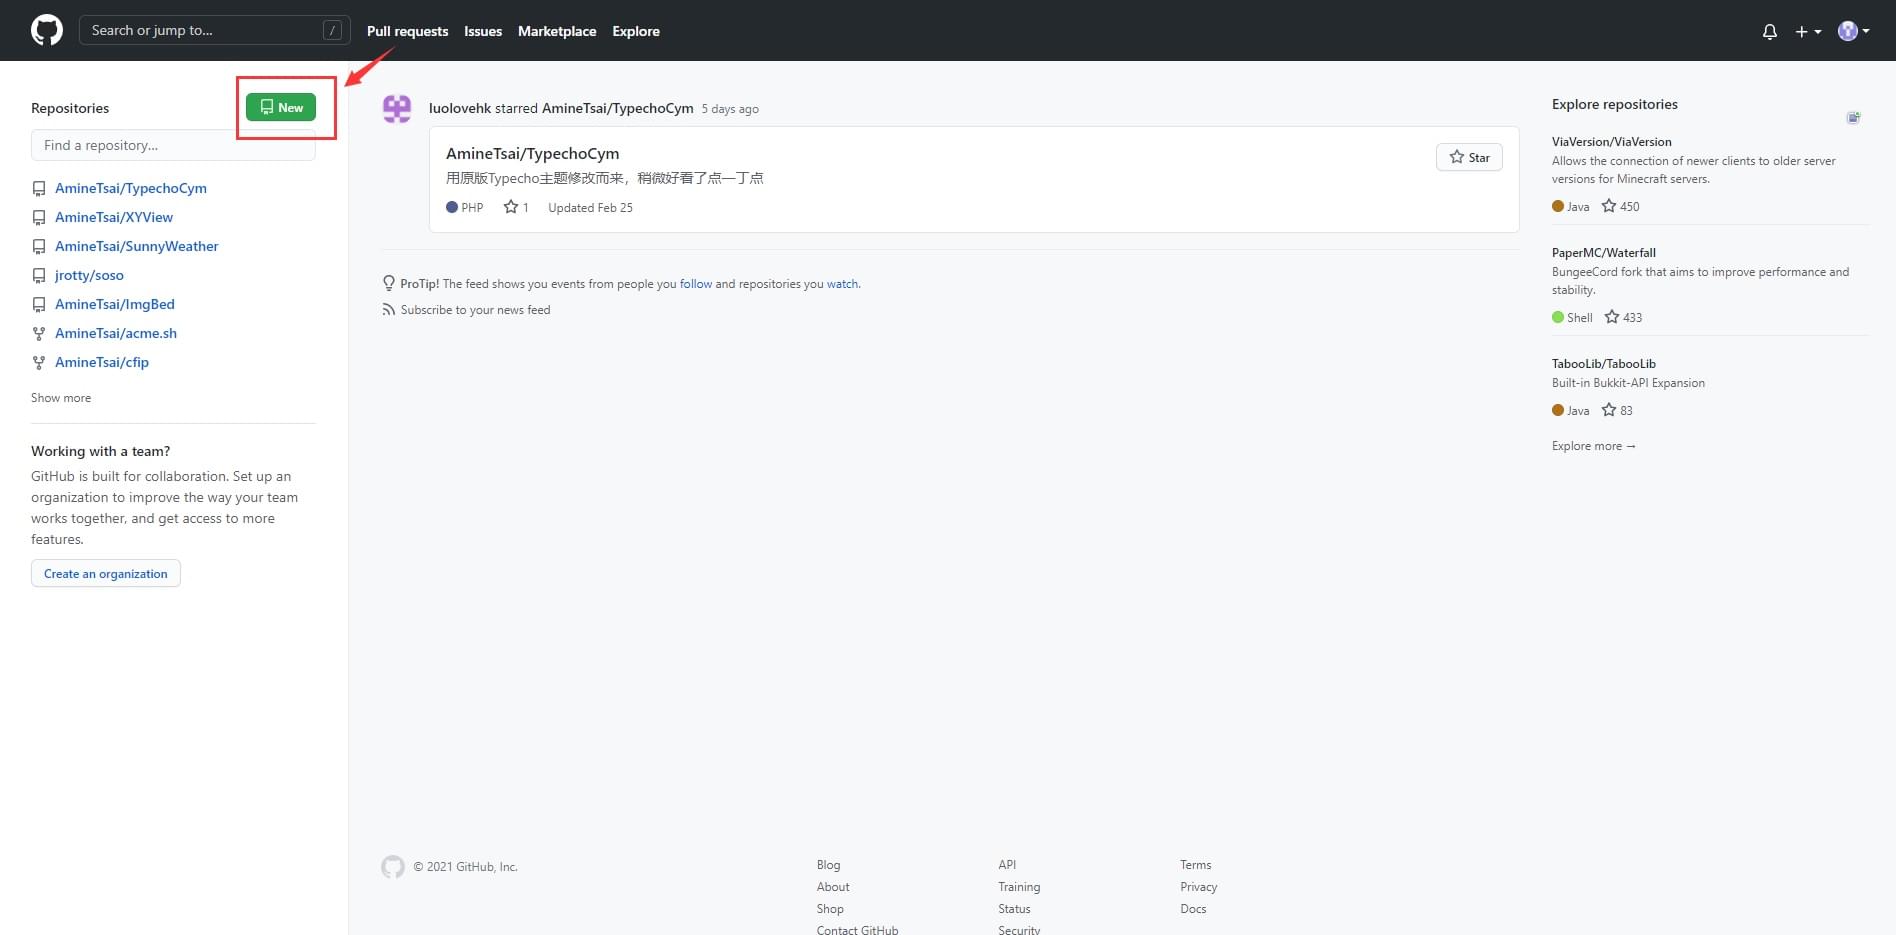 Search or jump to...
/
Pull requests
Issues
Marketplace
Explore
Repositories
New
Find a repository...
AmineTsai/TypechoCym
AmineTsai/XYView
AmineTsai/SunnyWeather
jrotty/soso
AmineTsai/ImgBed
AmineTsai/acme.sh
AmineTsai/cfip
Show more
Working with a team?
GitHub is built for collaboration. Set up an
organization to improve the way your team
works together, and get access to more
features.
Create an organization
luolovehk starred AmineTsai/TypechoCym 5 days ago
AmineTsai/TypechoCym
Star
用原版Typecho主题修改而来，稍微好看了点一丁点
PHP 1 Updated Feb 25
ProTip! The feed shows you events from people you follow and repositories you watch.
Subscribe to your news feed
Explore repositories
ViaVersion/ViaVersion
Allows the connection of newer clients to older server
versions for Minecraft servers.
Java 450
PaperMC/Waterfall
BungeeCord fork that aims to improve performance and
stability.
Shell 433
TabooLib/TabooLib
Built-in Bukkit-API Expansion
Java 83
Explore more →
© 2021 GitHub, Inc.
Blog
About
Shop
Contact GitHub
API
Training
Status
Security
Terms
Privacy
Docs